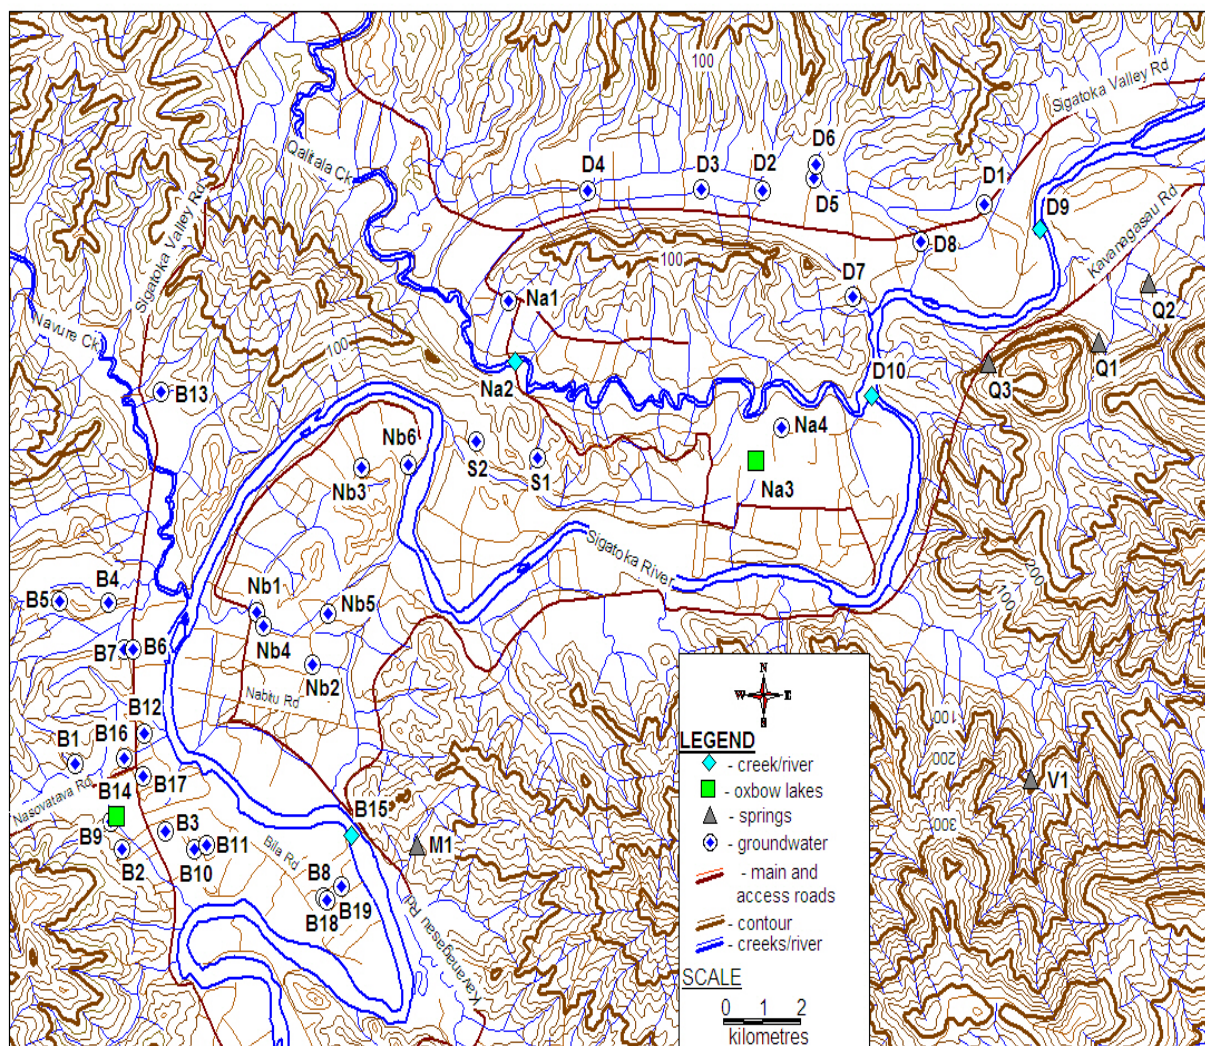 100
Sigatoka Valley Rd
Qalitala Ck
D6
D4
D3
D2
D5
D1
D9
Sigatoka Valley Rd
Kavanagasau Rd
D8
100
D7
Q2
Na1
Navure Ck
100
Na2
D10
Q1
Q3
B13
Nb6
S2
S1
Na4
Nb3
Na3
Sigatoka River
200
100
B4
B5
Nb1
Nb5
Nb4
B7
B6
Nb2
Nabitu Rd
B12
B1
B16
B17
Nasovatava Rd
B14
B15
B9
B3
B11
B2
B10
Bila Rd
M1
B8
B19
B18
Kavanagasau Rd
100
200
300
V1
N
W
E
S
LEGEND
- creek/river
- oxbow lakes
- springs
- groundwater
- main and
access roads
- contour
- creeks/river
SCALE
0 1 2
kilometres